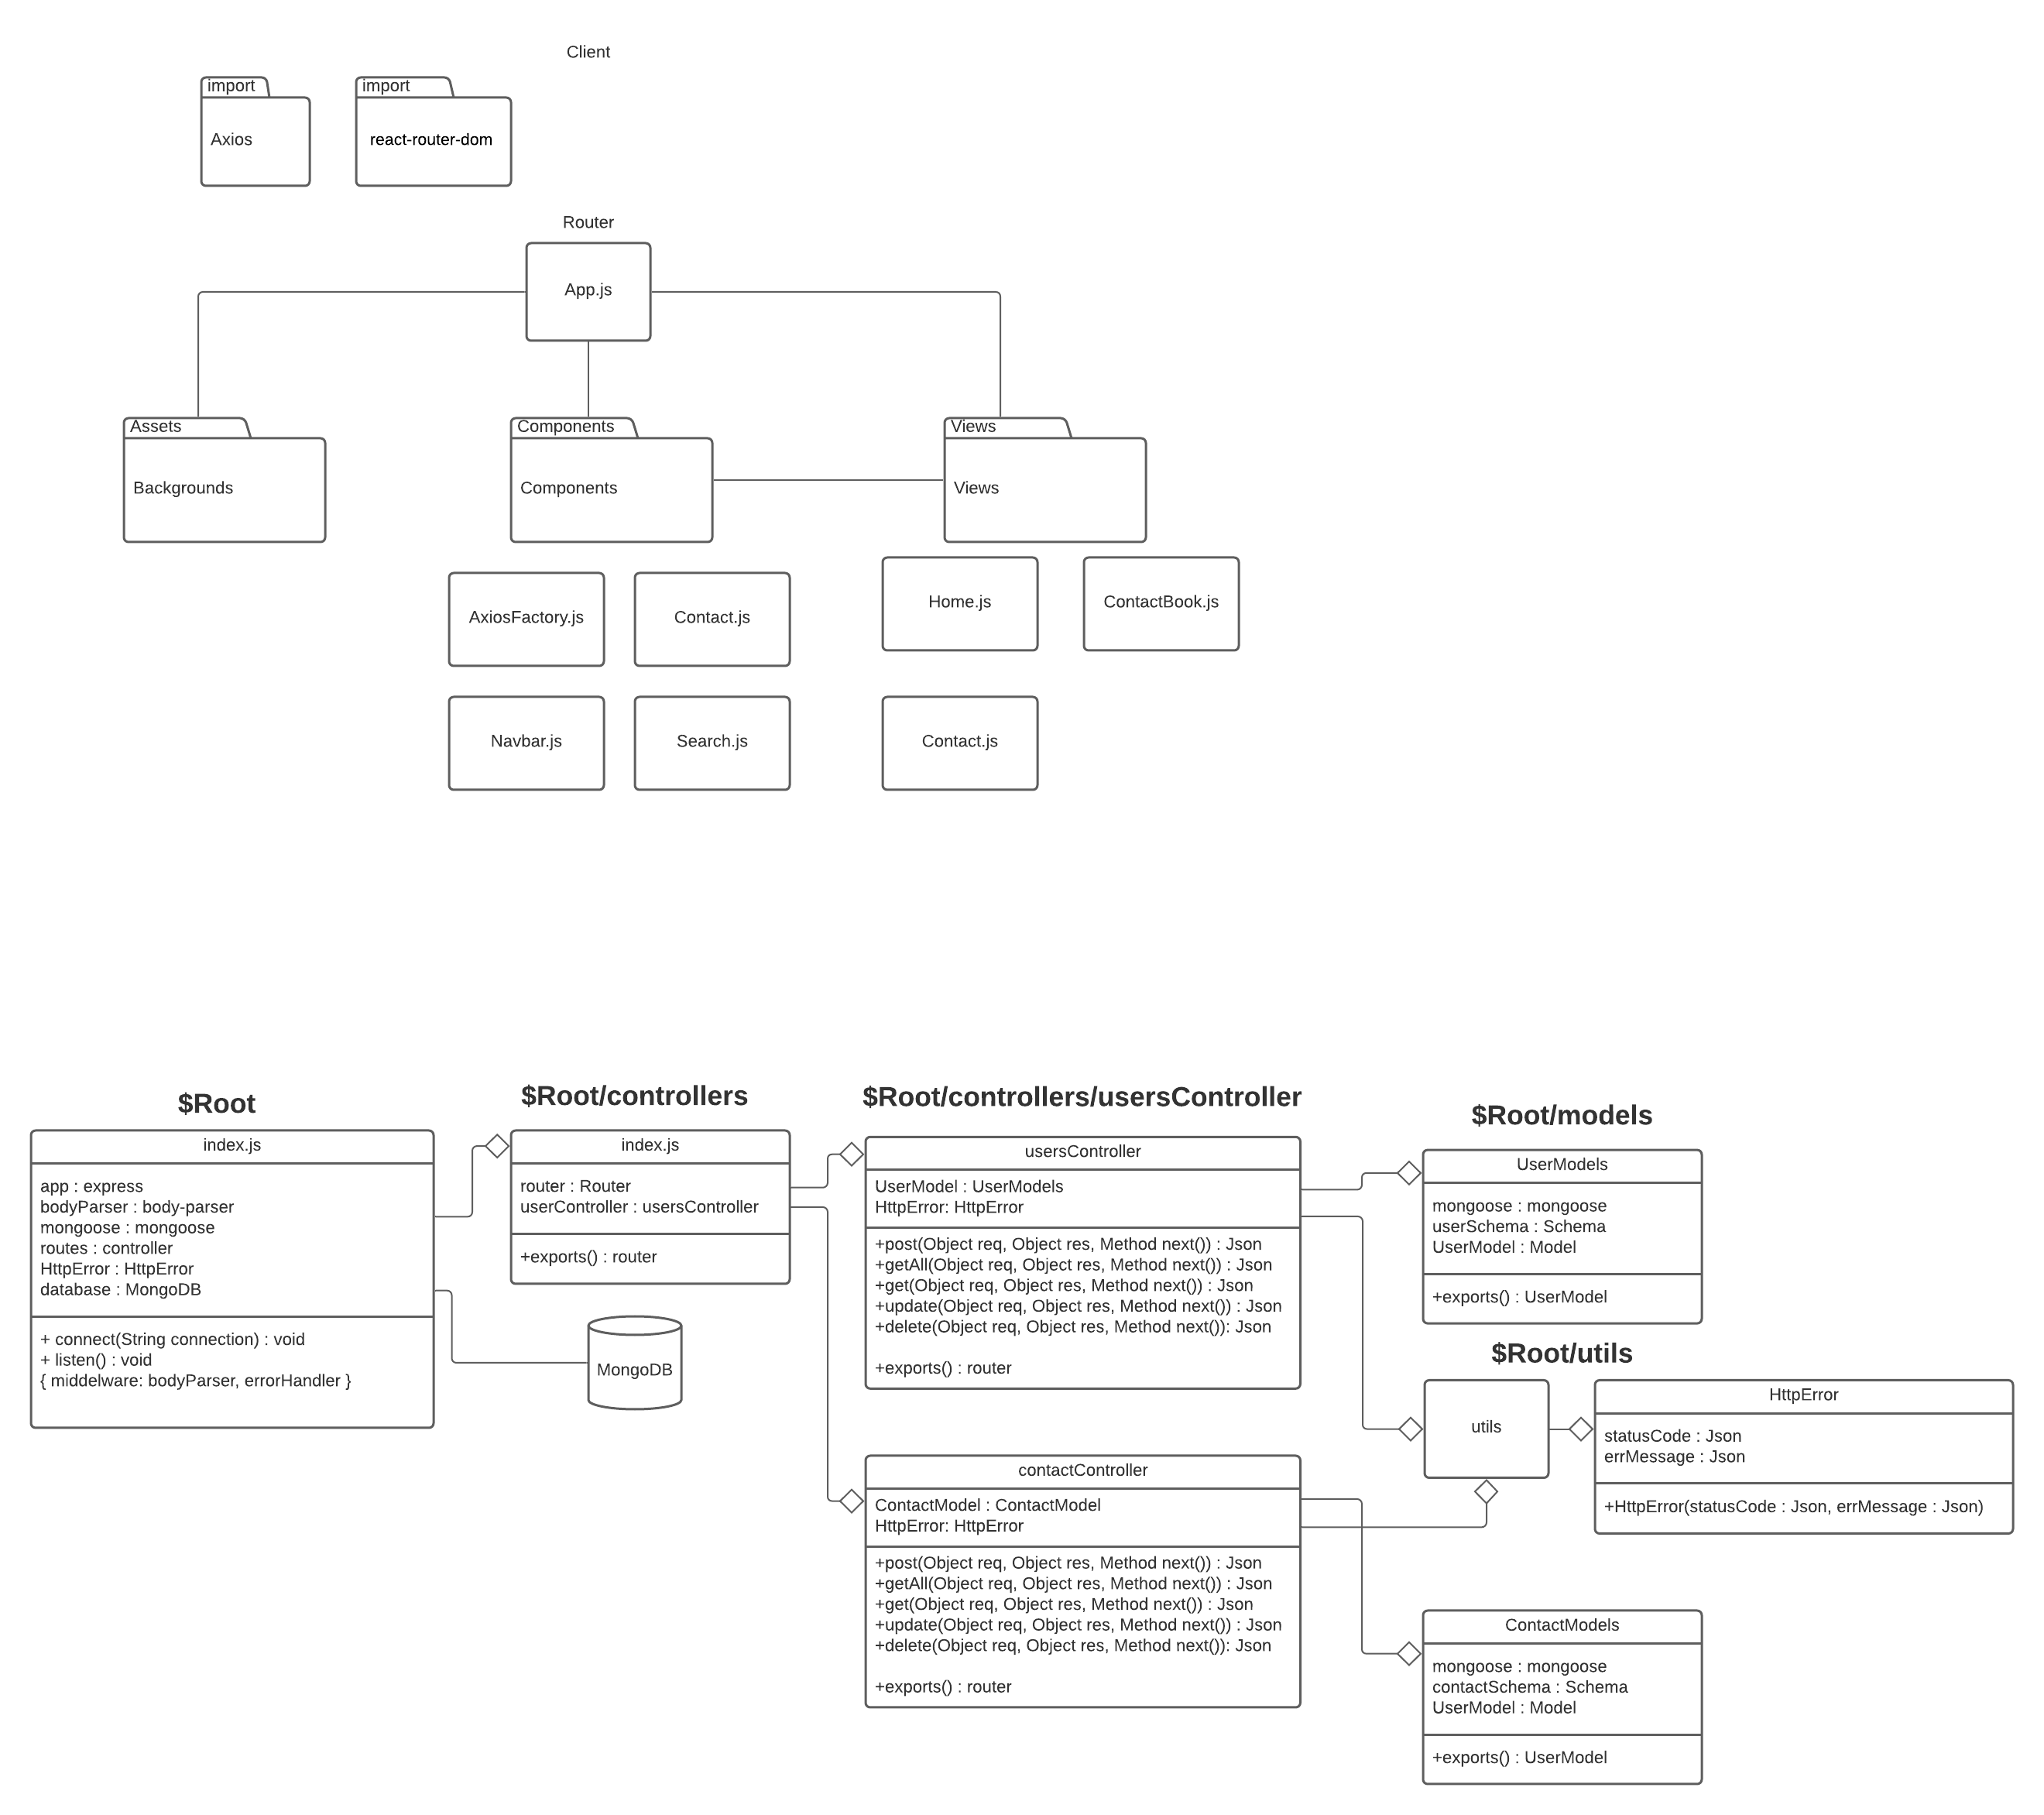 Client
import
Axios
import
react-router-dom
Router
App.js
Assets
Backgrounds
Components
Components
Views
Views
AxiosFactory.js
Contact.js
Navbar.js
Search.js
Home.js
ContactBook.js
Contact.js
$Root
index.js
app : express
bodyParser : body-parser
mongoose : mongoose
routes : controller
HttpError : HttpError
database : MongoDB
+ connect(String connection) : void
+ listen() : void
{ middelware: bodyParser, errorHandler }
$Root/controllers
index.js
router : Router
userController : usersController
+exports() : router
MongoDB
$Root/controllers/usersController
usersController
UserModel : UserModels
HttpError: HttpError
+post(Object req, Object res, Method next()) : Json
+getAll(Object req, Object res, Method next()) : Json
+get(Object req, Object res, Method next()) : Json
+update(Object req, Object res, Method next()) : Json
+delete(Object req, Object res, Method next()): Json
+exports() : router
contactController
ContactModel : ContactModel
HttpError: HttpError
+post(Object req, Object res, Method next()) : Json
+getAll(Object req, Object res, Method next()) : Json
+get(Object req, Object res, Method next()) : Json
+update(Object req, Object res, Method next()) : Json
+delete(Object req, Object res, Method next()): Json
+exports() : router
$Root/models
UserModels
mongoose : mongoose
userSchema : Schema
UserModel : Model
+exports() : UserModel
$Root/utils
utils
HttpError
statusCode : Json
errMessage : Json
+HttpError(statusCode : Json, errMessage : Json)
ContactModels
mongoose : mongoose
contactSchema : Schema
UserModel : Model
+exports() : UserModel